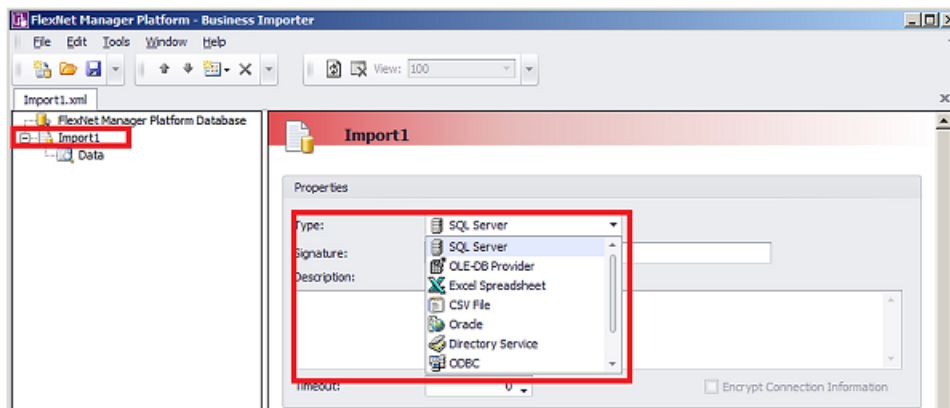 FlexNet Manager Platform - Business Importer
File Edit Tools Window Help
View: 100
Import1.xml
FlexNet Manager Platform Database
Import1
Data
Import1
Properties
Type: SQL Server
SQL Server
Signature:
OLE-DB Provider
Description:
Excel Spreadsheet
CSV File
Oracle
Directory Service
ODBC
Timeout: 0
Encrypt Connection Information